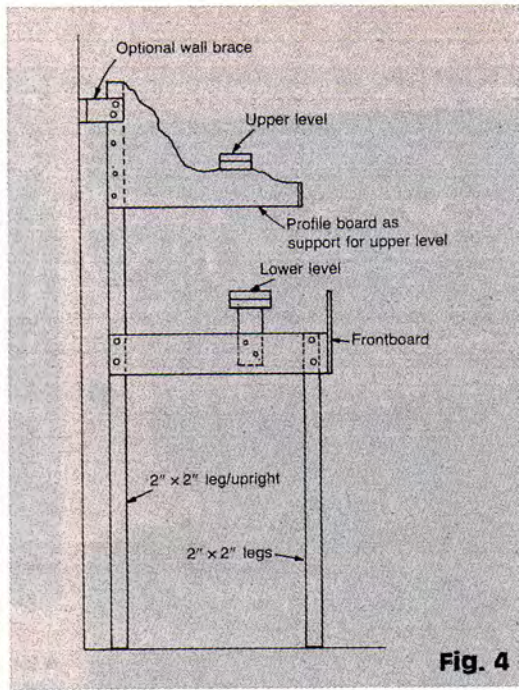 Optional wall brace
Upper level
Profile board as
support for upper level
Lower level
Frontboard
2" × 2" leg/upright
2" × 2" legs
Fig. 4